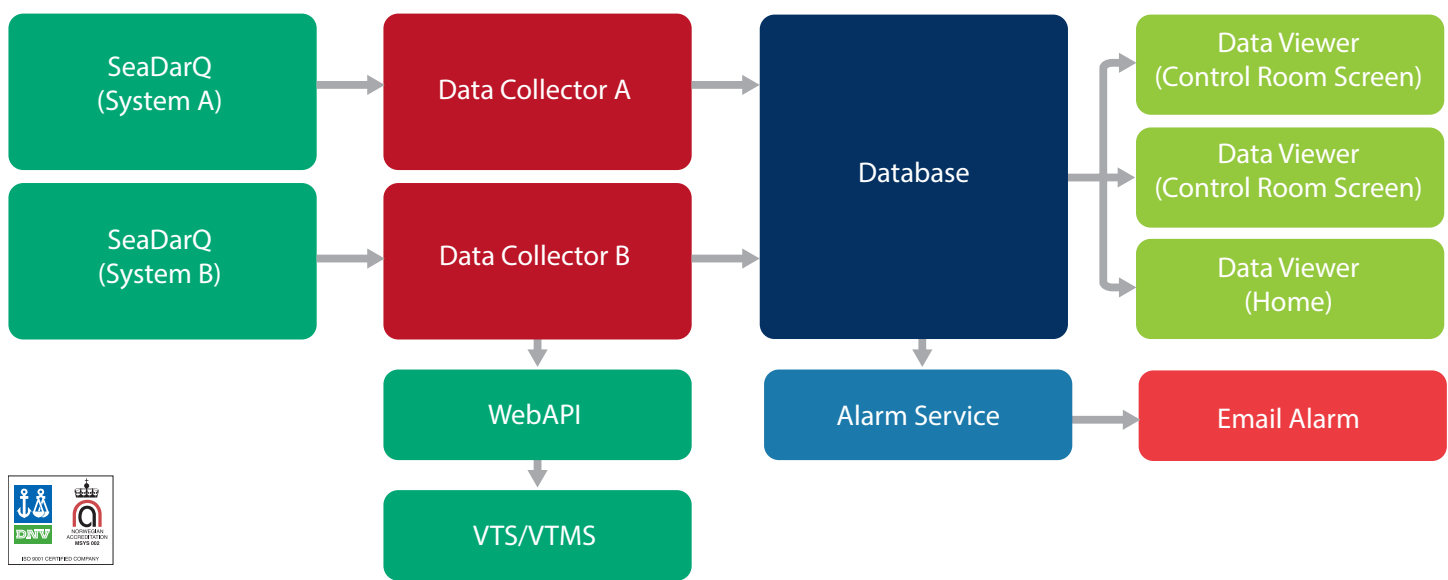 SeaDarQ
(System A)
Data Collector A
Database
Data Viewer
(Control Room Screen)
Data Viewer
(Control Room Screen)
SeaDarQ
(System B)
Data Collector B
Data Viewer
(Home)
WebAPI
Alarm Service
Email Alarm
VTS/VTMS
DNV
NORWEGIAN
ACCREDITATION
MSYS 002
ISO 9001 CERTIFIED COMPANY